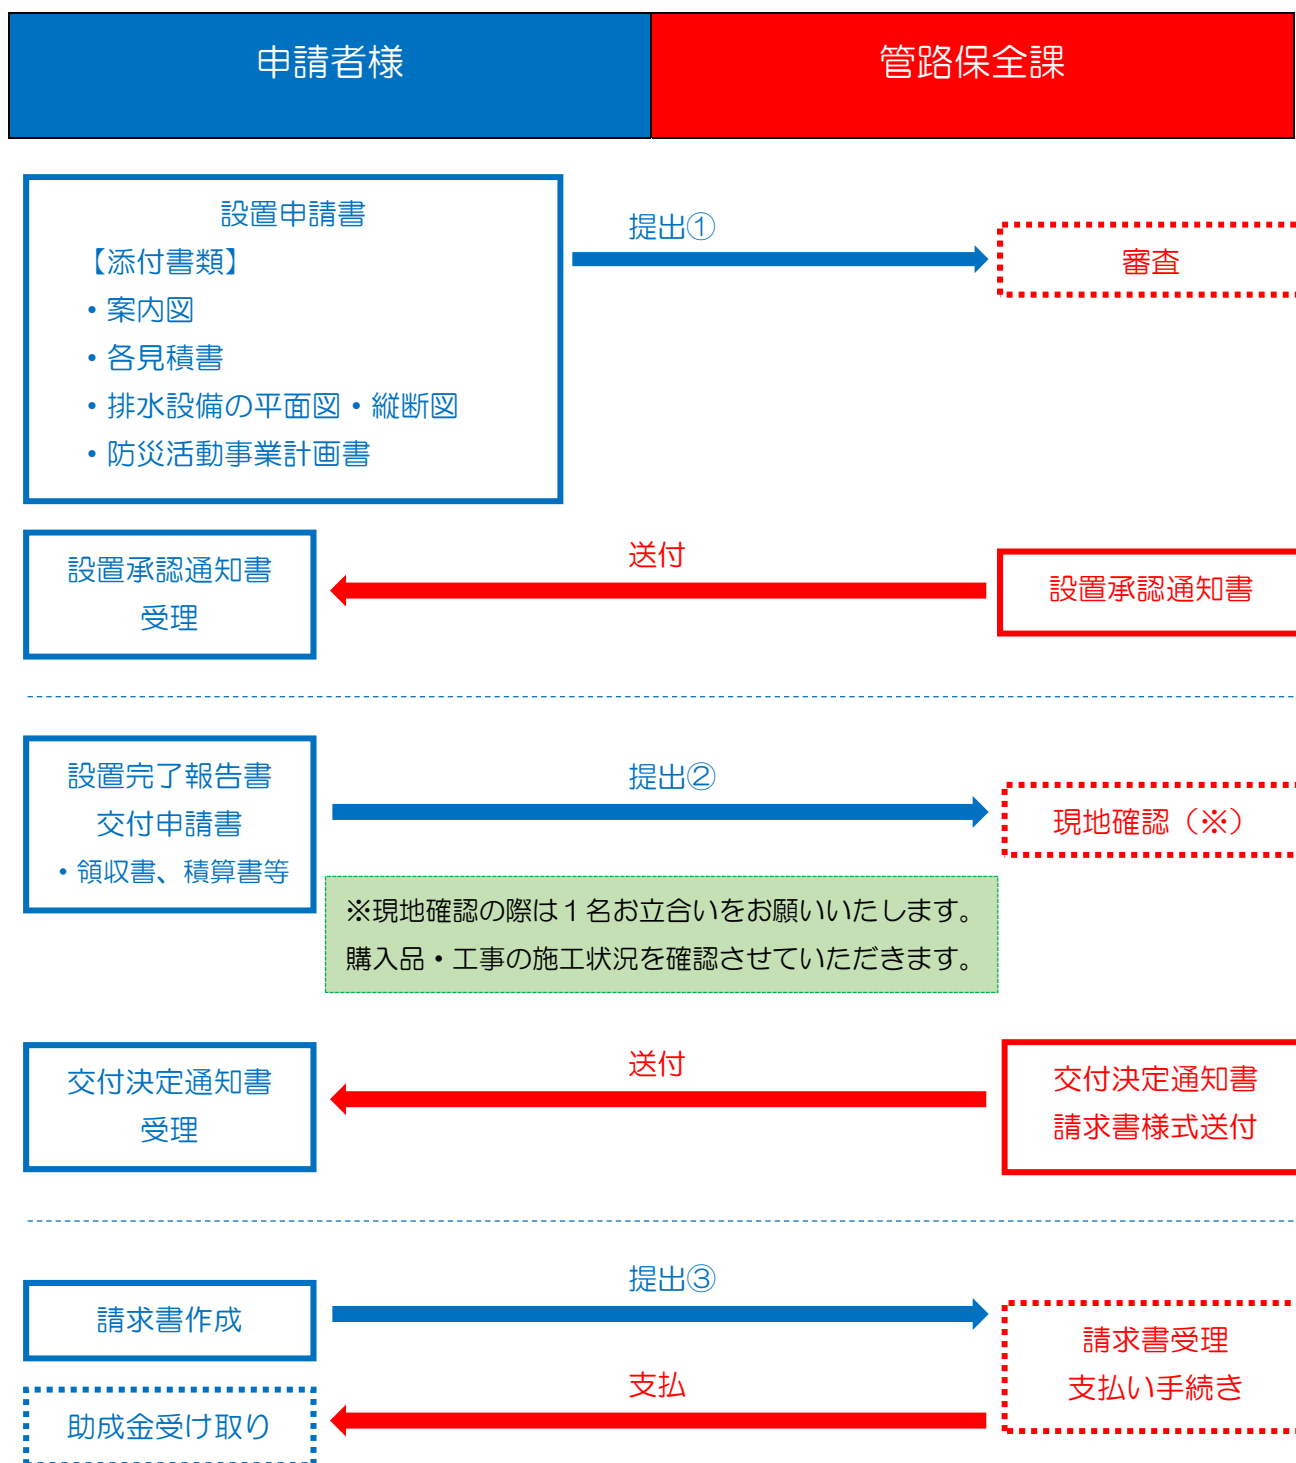 申請者様
管路保全課
設置申請書
【添付書類】
・案内図
・各見積書
・排水設備の平面図・縦断図
・防災活動事業計画書
提出①
審査
設置承認通知書
受理
送付
設置承認通知書
設置完了報告書
交付申請書
・領収書、積算書等
提出②
現地確認（※）
※現地確認の際は１名お立合いをお願いいたします。
購入品・工事の施工状況を確認させていただきます。
交付決定通知書
受理
送付
交付決定通知書
請求書様式送付
請求書作成
提出③
請求書受理
支払い手続き
支払
助成金受け取り